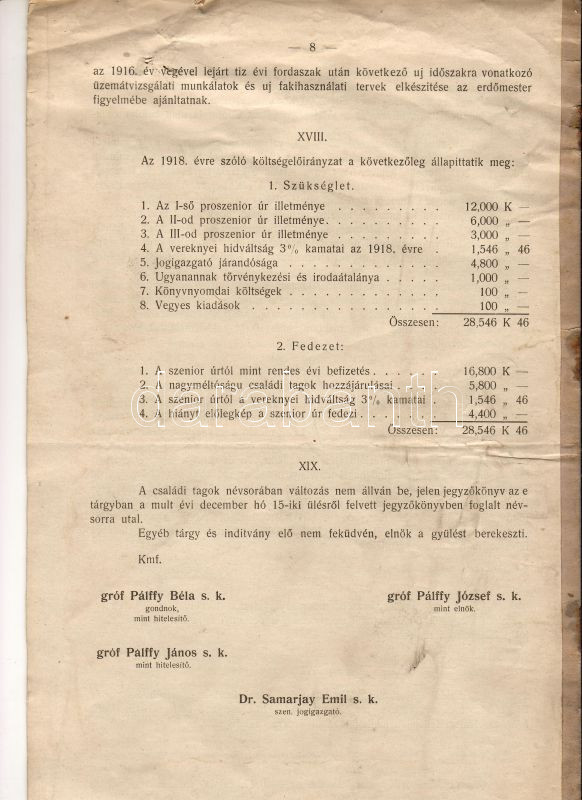 — 8 —
az 1916. év végével lejárt tiz évi fordaszak után következő uj időszakra vonatkozó
üzemátvizsgálati munkálatok és uj fakihasználati tervek elkészitése az erdőmester
figyelmébe ajánltatnak.
XVIII.
Az 1918. évre szóló költségelőirányzat a következőleg állapittatik meg:
1. Szükséglet.
1. Az I-ső proszenior úr illetménye . . . . . . . . . 12,000 K —
2. A II-od proszenior úr illetménye. . . . . . . . . . 6,000 „ —
3. A III-od proszenior úr illetménye . . . . . . . . . 3,000 „ —
4. A vereknyei hidváltság 3% kamatai az 1918. évre 1,546 „ 46
5. Jogigazgató járandósága . . . . . . . . . . . . . 4,800 „ —
6. Ugyanannak törvénykezési és irodaátalánya . . . . . 1,000 „ —
7. Könyvnyomdai költségek . . . . . . . . . . . . 100 „ —
8. Vegyes kiadások . . . . . . . . . . . . . . . 100 „ —
Összesen: 28,546 K 46
2. Fedezet:
1. A szenior úrtól mint rendes évi befizetés . . . . . . 16,800 K —
2. A nagyméltóságu családi tagok hozzájárulásai . . . . 5,800 „ —
3. A szenior úrtól a vereknyei hidváltság 3% kamatai . 1,546 „ 46
4. A hiányt előlegkép a szenior úr fedezi . . . . . . . 4,400 „ —
Összesen: 28,546 K 46
darabanth
XIX.
A családi tagok névsorában változás nem állván be, jelen jegyzőkönyv az e
tárgyban a mult évi december hó 15-iki ülésről felvett jegyzőkönyvben foglalt név-
sorra utal.
Egyéb tárgy és inditvány elő nem feküdvén, elnök a gyülést berekeszti.
Kmf.
gróf Pálffy Béla s. k. gróf Pálffy József s. k.
gondnok, mint elnök.
mint hitelesitő.
gróf Pálffy János s. k.
mint hitelesitő.
Dr. Samarjay Emil s. k.
szen. jogigazgató.